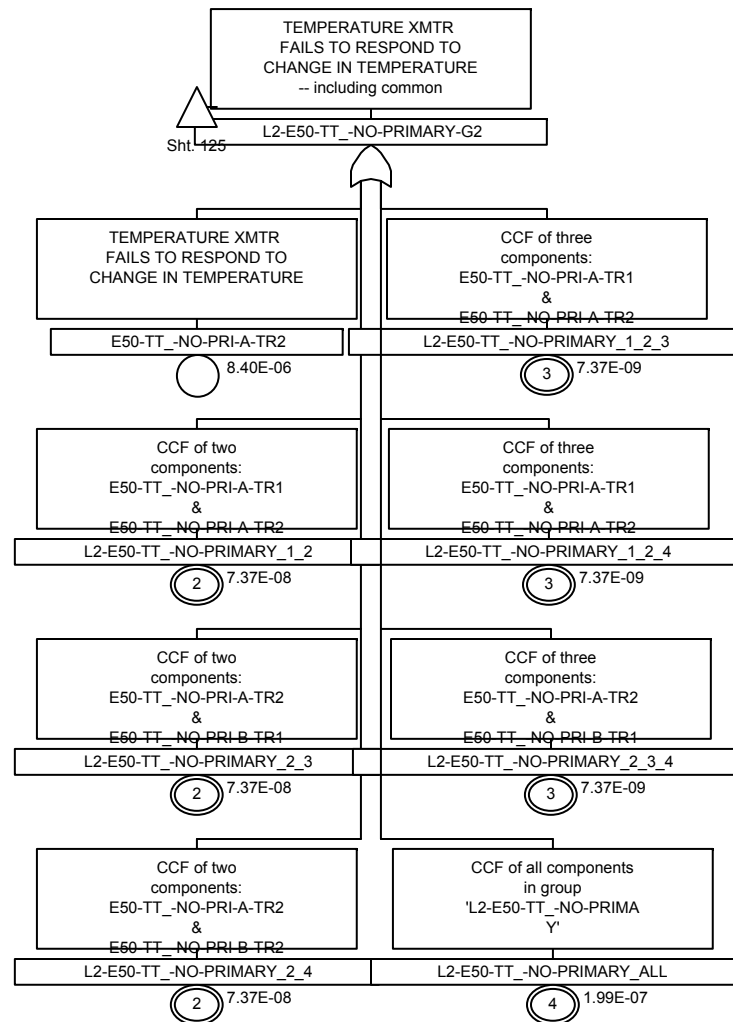 TEMPERATURE XMTR
FAILS TO RESPOND TO
CHANGE IN TEMPERATURE
-- including common
L2-E50-TT_-NO-PRIMARY-G2
Sht. 125
TEMPERATURE XMTR
FAILS TO RESPOND TO
CHANGE IN TEMPERATURE
E50-TT_-NO-PRI-A-TR2
8.40E-06
CCF of three
components:
E50-TT_-NO-PRI-A-TR1
&
E50-TT_-NO-PRI-A-TR2
L2-E50-TT_-NO-PRIMARY_1_2_3
3
7.37E-09
CCF of two
components:
E50-TT_-NO-PRI-A-TR1
&
E50-TT_-NO-PRI-A-TR2
L2-E50-TT_-NO-PRIMARY_1_2
2
7.37E-08
CCF of three
components:
E50-TT_-NO-PRI-A-TR1
&
E50-TT_-NO-PRI-A-TR2
L2-E50-TT_-NO-PRIMARY_1_2_4
3
7.37E-09
CCF of two
components:
E50-TT_-NO-PRI-A-TR2
&
E50-TT_-NO-PRI-B-TR1
L2-E50-TT_-NO-PRIMARY_2_3
2
7.37E-08
CCF of three
components:
E50-TT_-NO-PRI-A-TR2
&
E50-TT_-NO-PRI-B-TR1
L2-E50-TT_-NO-PRIMARY_2_3_4
3
7.37E-09
CCF of two
components:
E50-TT_-NO-PRI-A-TR2
&
E50-TT_-NO-PRI-B-TR2
L2-E50-TT_-NO-PRIMARY_2_4
2
7.37E-08
CCF of all components
in group
'L2-E50-TT_-NO-PRIMA
Y'
L2-E50-TT_-NO-PRIMARY_ALL
4
1.99E-07